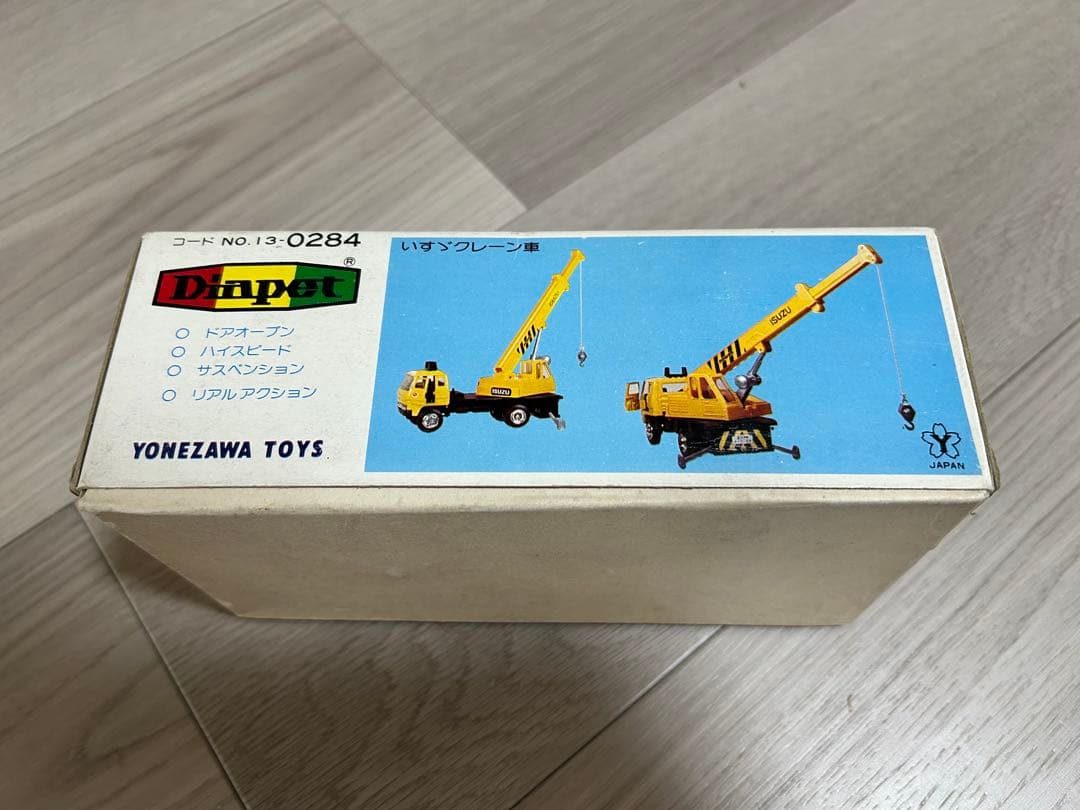 コード NO.13-0284
Diapet
®
○ ドアオープン
○ ハイスピード
○ サスペンション
○ リアルアクション
YONEZAWA TOYS
いすゞクレーン車
ISUZU
ISUZU
ISUZU
Y
JAPAN